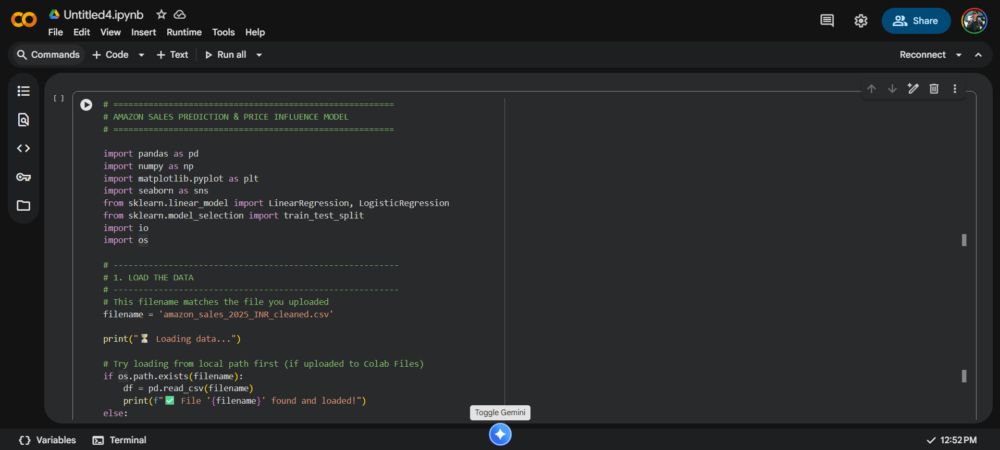 Untitled4.ipynb
File Edit View Insert Runtime Tools Help
Share
Commands + Code + Text Run all
Reconnect
[ ]
# ========================================================
# AMAZON SALES PREDICTION & PRICE INFLUENCE MODEL
# ========================================================
import pandas as pd
import numpy as np
import matplotlib.pyplot as plt
import seaborn as sns
from sklearn.linear_model import LinearRegression, LogisticRegression
from sklearn.model_selection import train_test_split
import io
import os
# ---------------------------------------------------------
# 1. LOAD THE DATA
# ---------------------------------------------------------
# This filename matches the file you uploaded
filename = 'amazon_sales_2025_INR_cleaned.csv'
print("⏳ Loading data...")
# Try loading from local path first (if uploaded to Colab Files)
if os.path.exists(filename):
    df = pd.read_csv(filename)
    print(f"✅ File '{filename}' found and loaded!")
else:
Toggle Gemini
Variables Terminal
12:52 PM